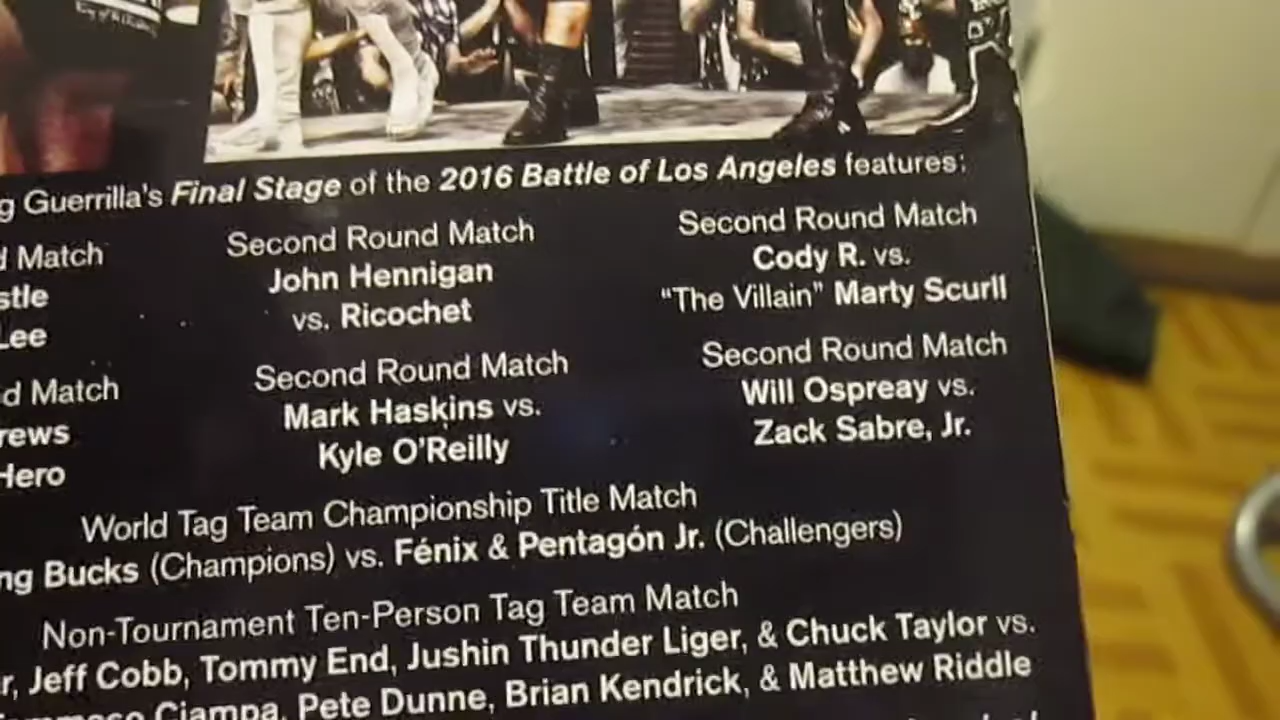 g Guerrilla's Final Stage of the 2016 Battle of Los Angeles features:
d Match
stle
Lee
Second Round Match
John Hennigan
vs. Ricochet
Second Round Match
Cody R. vs.
“The Villain” Marty Scurll
d Match
rews
Hero
Second Round Match
Mark Haskins vs.
Kyle O'Reilly
Second Round Match
Will Ospreay vs.
Zack Sabre, Jr.
World Tag Team Championship Title Match
ng Bucks (Champions) vs. Fénix & Pentagón Jr. (Challengers)
Non-Tournament Ten-Person Tag Team Match
r, Jeff Cobb, Tommy End, Jushin Thunder Liger, & Chuck Taylor vs.
Ciampa, Pete Dunne, Brian Kendrick, & Matthew Riddle